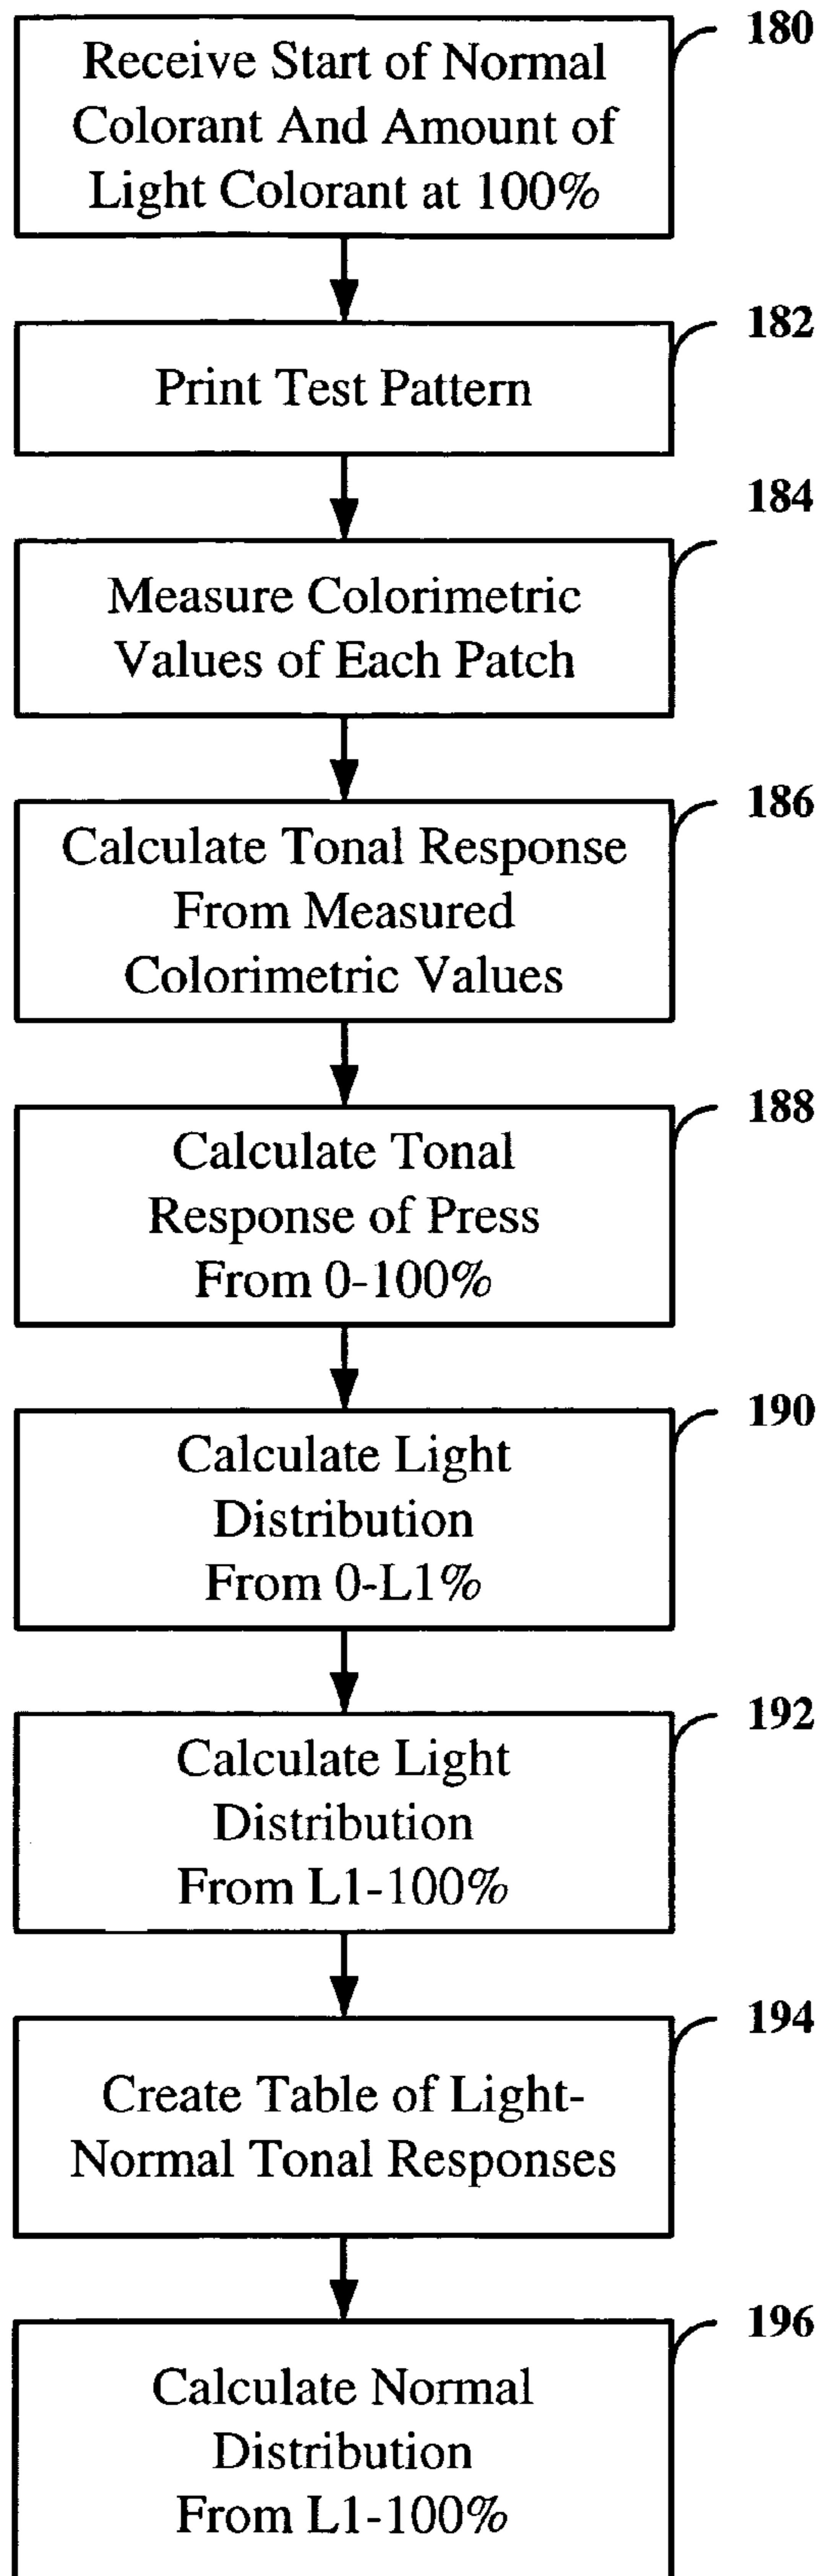 180
Receive Start of Normal
Colorant And Amount of
Light Colorant at 100%
182
Print Test Pattern
184
Measure Colorimetric
Values of Each Patch
186
Calculate Tonal Response
From Measured
Colorimetric Values
188
Calculate Tonal
Response of Press
From 0-100%
190
Calculate Light
Distribution
From 0-L1%
192
Calculate Light
Distribution
From L1-100%
194
Create Table of Light-
Normal Tonal Responses
196
Calculate Normal
Distribution
From L1-100%